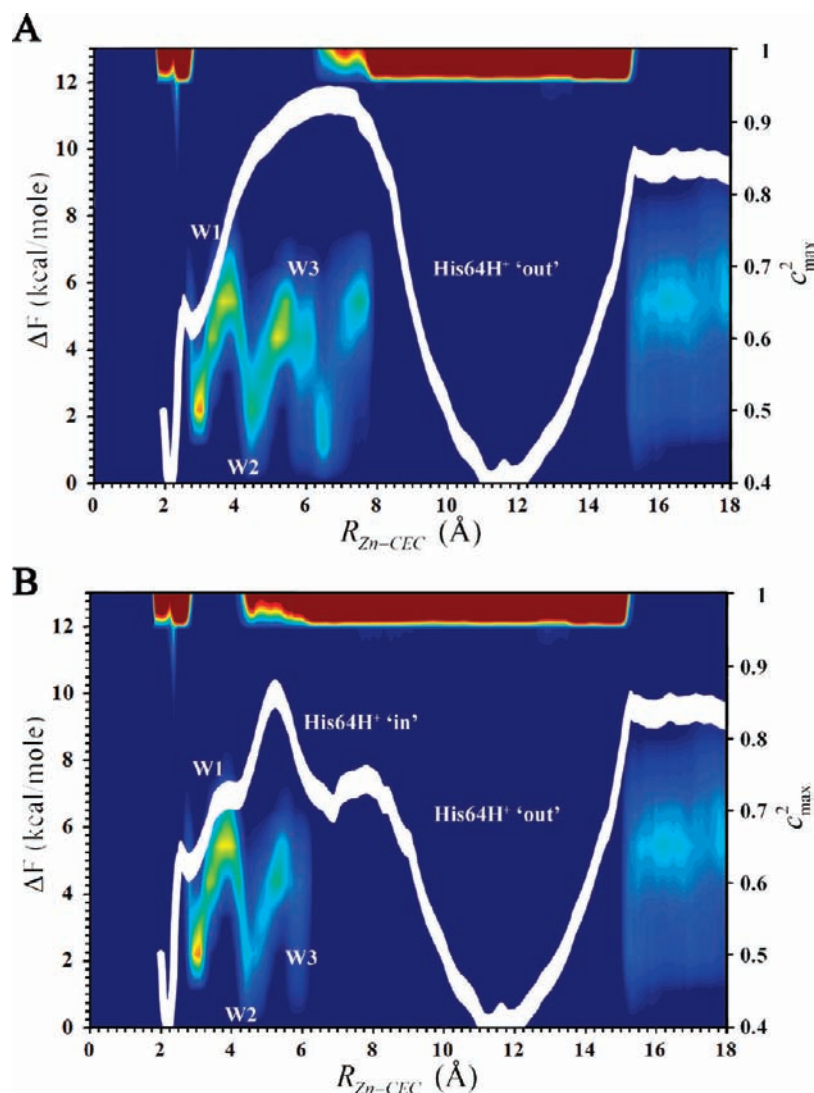 A
12
10
8
6
4
2
0
ΔF (kcal/mole)
1
0.9
0.8
0.7
0.6
0.5
0.4
c²max
W1
W3
His64H⁺ ‘out’
W2
0 2 4 6 8 10 12 14 16 18
R Zn−CEC (Å)
B
12
10
8
6
4
2
0
ΔF (kcal/mole)
1
0.9
0.8
0.7
0.6
0.5
0.4
c²max
His64H⁺ ‘in’
W1
His64H⁺ ‘out’
W3
W2
0 2 4 6 8 10 12 14 16 18
R Zn−CEC (Å)